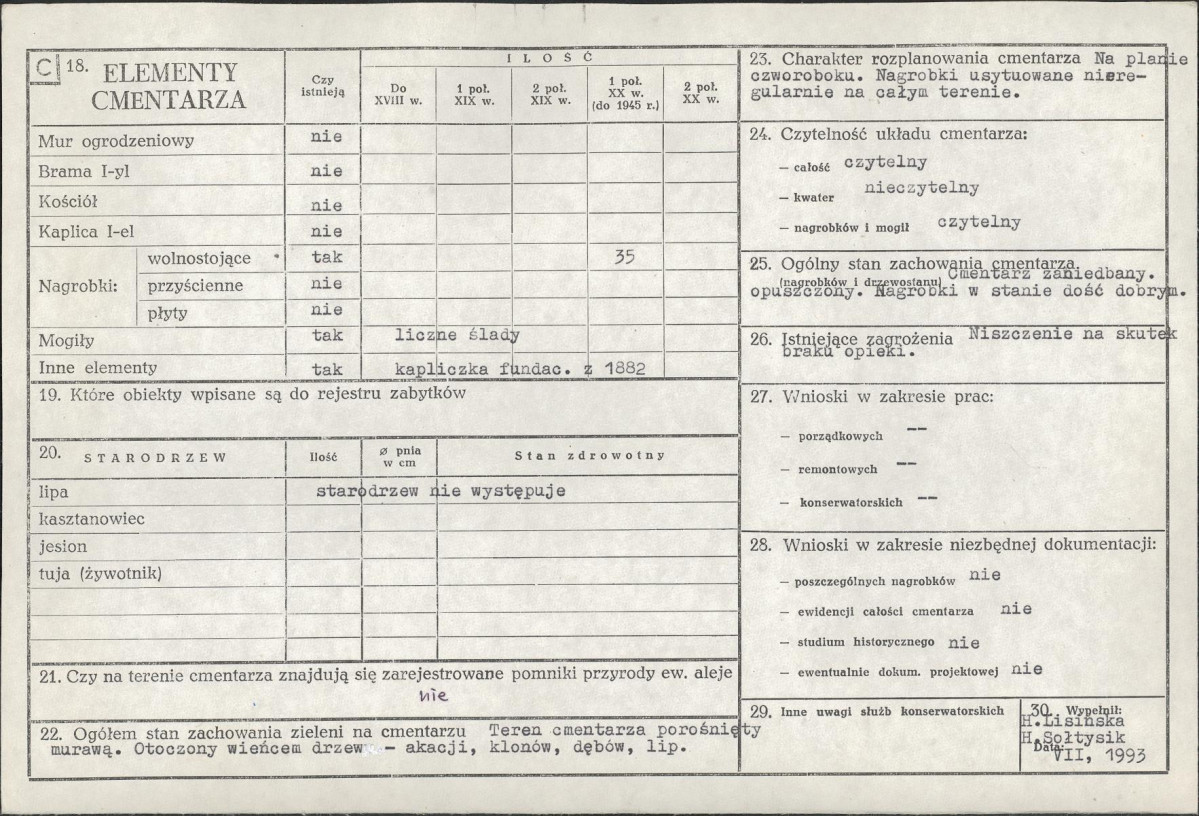 C 18. ELEMENTY CMENTARZA
Czy istnieją
I L O Ś Ć
Do XVIII w.
1 poł. XIX w.
2 poł. XIX w.
1 poł. XX w. (do 1945 r.)
2 poł. XX w.
Mur ogrodzeniowy nie
Brama I-yl nie
Kościół nie
Kaplica I-el nie
Nagrobki: wolnostojące tak 35
przyścienne nie
płyty nie
Mogiły tak liczne ślady
Inne elementy tak kapliczka fundac. z 1882
19. Które obiekty wpisane są do rejestru zabytków
20. STARODRZEW Ilość ø pnia w cm Stan zdrowotny
lipa starodrzew nie występuje
kasztanowiec
jesion
tuja (żywotnik)
21. Czy na terenie cmentarza znajdują się zarejestrowane pomniki przyrody ew. aleje
nie
22. Ogółem stan zachowania zieleni na cmentarzu Teren cmentarza porośnięty
murawą. Otoczony wieńcem drzew - akacji, klonów, dębów, lip.
23. Charakter rozplanowania cmentarza Na planie
czworoboku. Nagrobki usytuowane niere-
gularnie na całym terenie.
24. Czytelność układu cmentarza:
— całość czytelny
— kwater nieczytelny
— nagrobków i mogił czytelny
25. Ogólny stan zachowania cmentarza
(nagrobków i drzewostanu) Cmentarz zaniedbany.
opuszczony. Nagrobki w stanie dość dobrym.
26. Istniejące zagrożenia Niszczenie na skutek
braku opieki.
27. Wnioski w zakresie prac:
— porządkowych --
— remontowych --
— konserwatorskich --
28. Wnioski w zakresie niezbędnej dokumentacji:
— poszczególnych nagrobków nie
— ewidencji całości cmentarza nie
— studium historycznego nie
— ewentualnie dokum. projektowej nie
29. Inne uwagi służb konserwatorskich
30. Wypełnił:
H.Lisińska
H.Sołtysik
Data:
VII, 1993